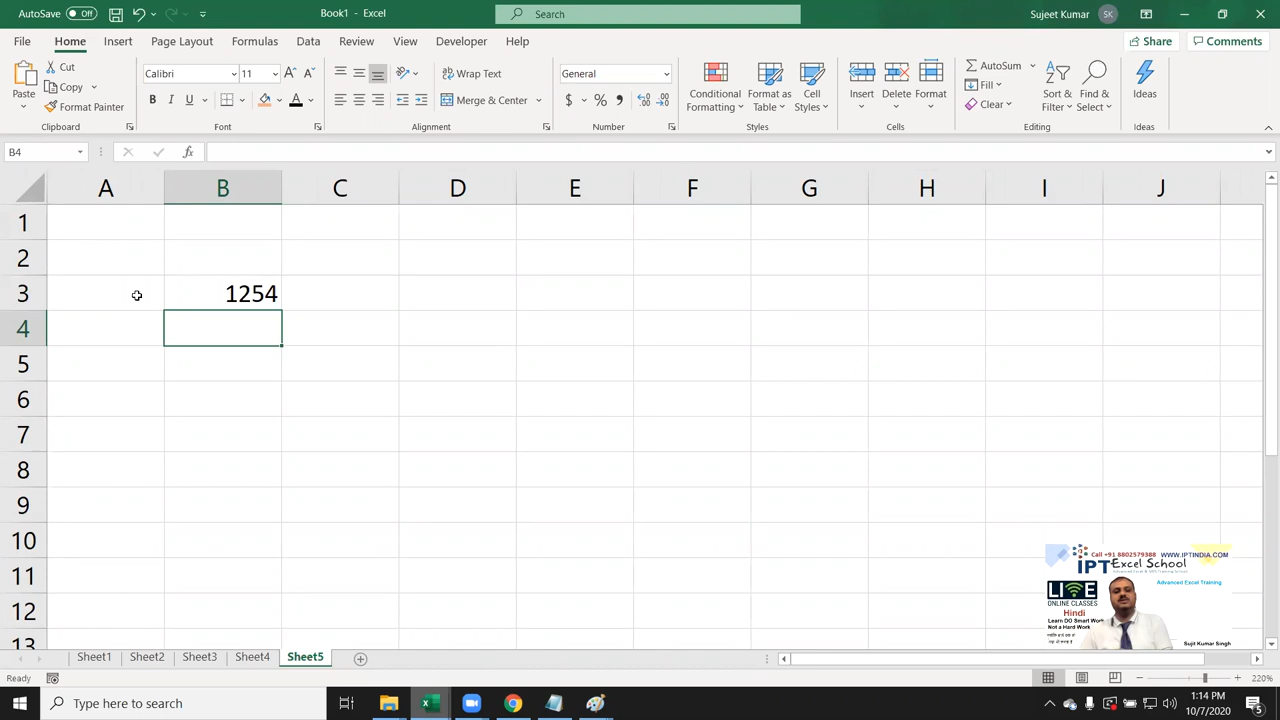 AutoSave Off Book1 - Excel Search Sujeet Kumar SK
File Home Insert Page Layout Formulas Data Review View Developer Help Share Comments
Paste Cut Copy Format Painter
Calibri 11
B I U
Wrap Text
Merge & Center
General
$ %
Conditional Formatting Format as Table Cell Styles
Insert Delete Format
AutoSum Fill Clear
Sort & Filter Find & Select Ideas
Clipboard Font Alignment Number Styles Cells Editing Ideas
B4 fx
A B C D E F G H I J
1
2
3 1254
4
5
6
7
8
9
10
11
12
13
Call +91 8802579388 WWW.IPTINDIA.COM
iPT Excel School
Advanced Excel Training
LIVE
ONLINE CLASSES
Hindi
Learn DO Smart Work
Not a Hard Work
Sujit Kumar Singh
Sheet1 Sheet2 Sheet3 Sheet4 Sheet5
Ready 220%
Type here to search
1:14 PM
10/7/2020
5